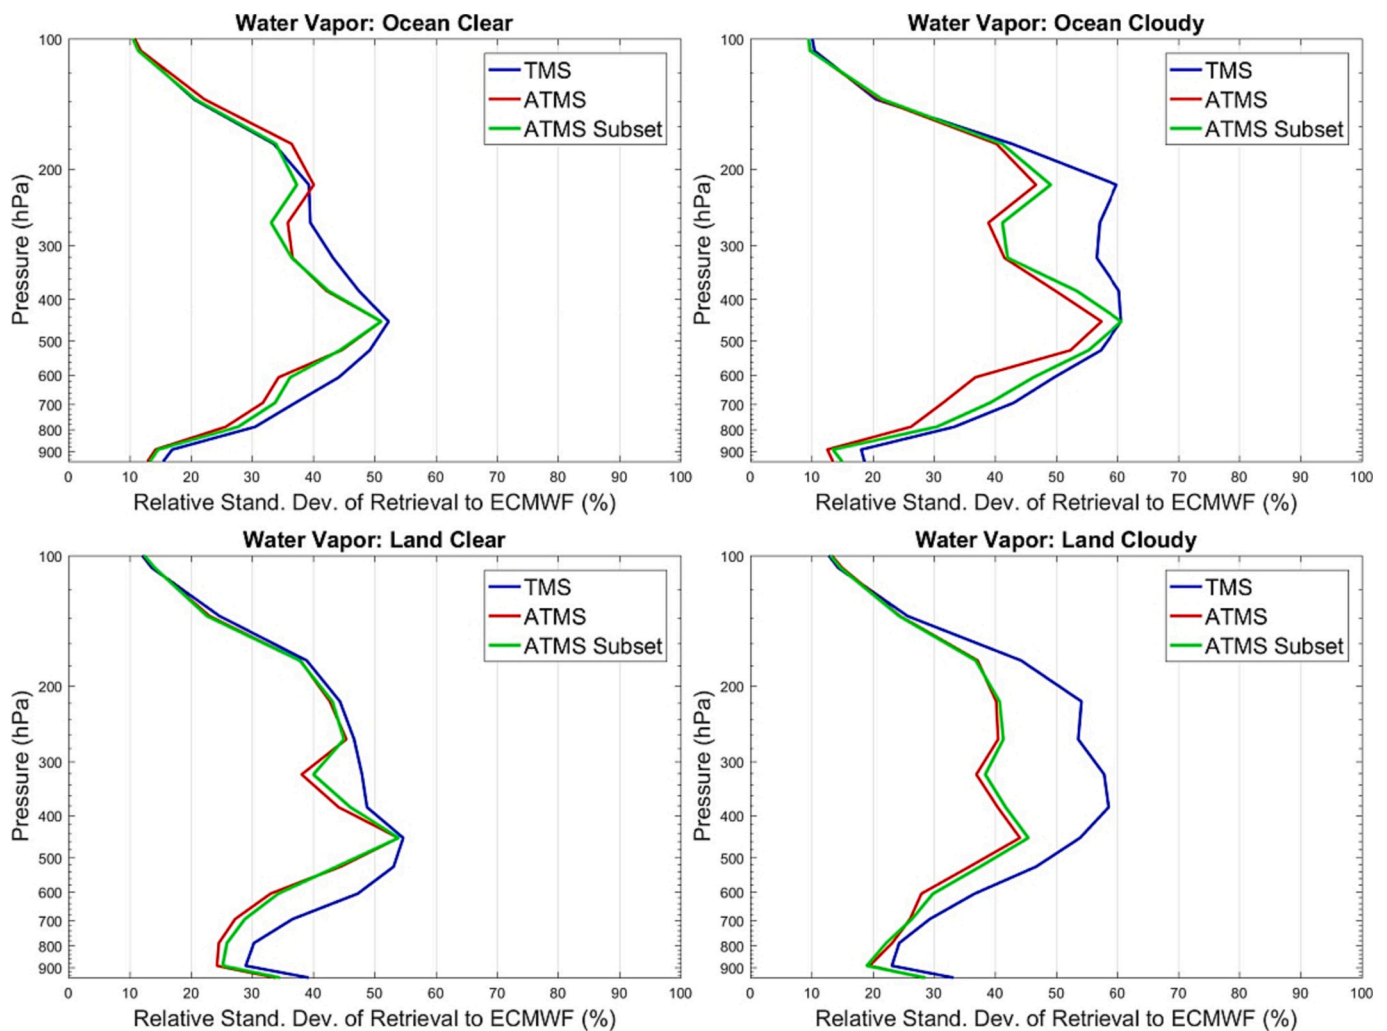 Water Vapor: Ocean Clear
Pressure (hPa)
100
200
300
400
500
600
700
800
900
TMS
ATMS
ATMS Subset
0 10 20 30 40 50 60 70 80 90 100
Relative Stand. Dev. of Retrieval to ECMWF (%)
Water Vapor: Ocean Cloudy
Pressure (hPa)
100
200
300
400
500
600
700
800
900
TMS
ATMS
ATMS Subset
0 10 20 30 40 50 60 70 80 90 100
Relative Stand. Dev. of Retrieval to ECMWF (%)
Water Vapor: Land Clear
Pressure (hPa)
100
200
300
400
500
600
700
800
900
TMS
ATMS
ATMS Subset
0 10 20 30 40 50 60 70 80 90 100
Relative Stand. Dev. of Retrieval to ECMWF (%)
Water Vapor: Land Cloudy
Pressure (hPa)
100
200
300
400
500
600
700
800
900
TMS
ATMS
ATMS Subset
0 10 20 30 40 50 60 70 80 90 100
Relative Stand. Dev. of Retrieval to ECMWF (%)